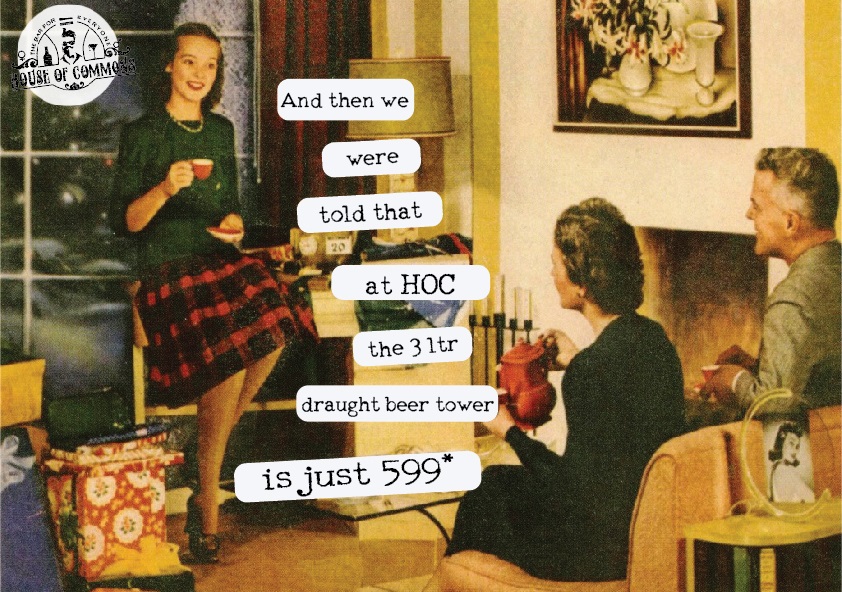 THE BAR FOR EVERYONE
HOUSE OF COMMONS
And then we
were
told that
at HOC
the 3 ltr
draught beer tower
is just 599*
20